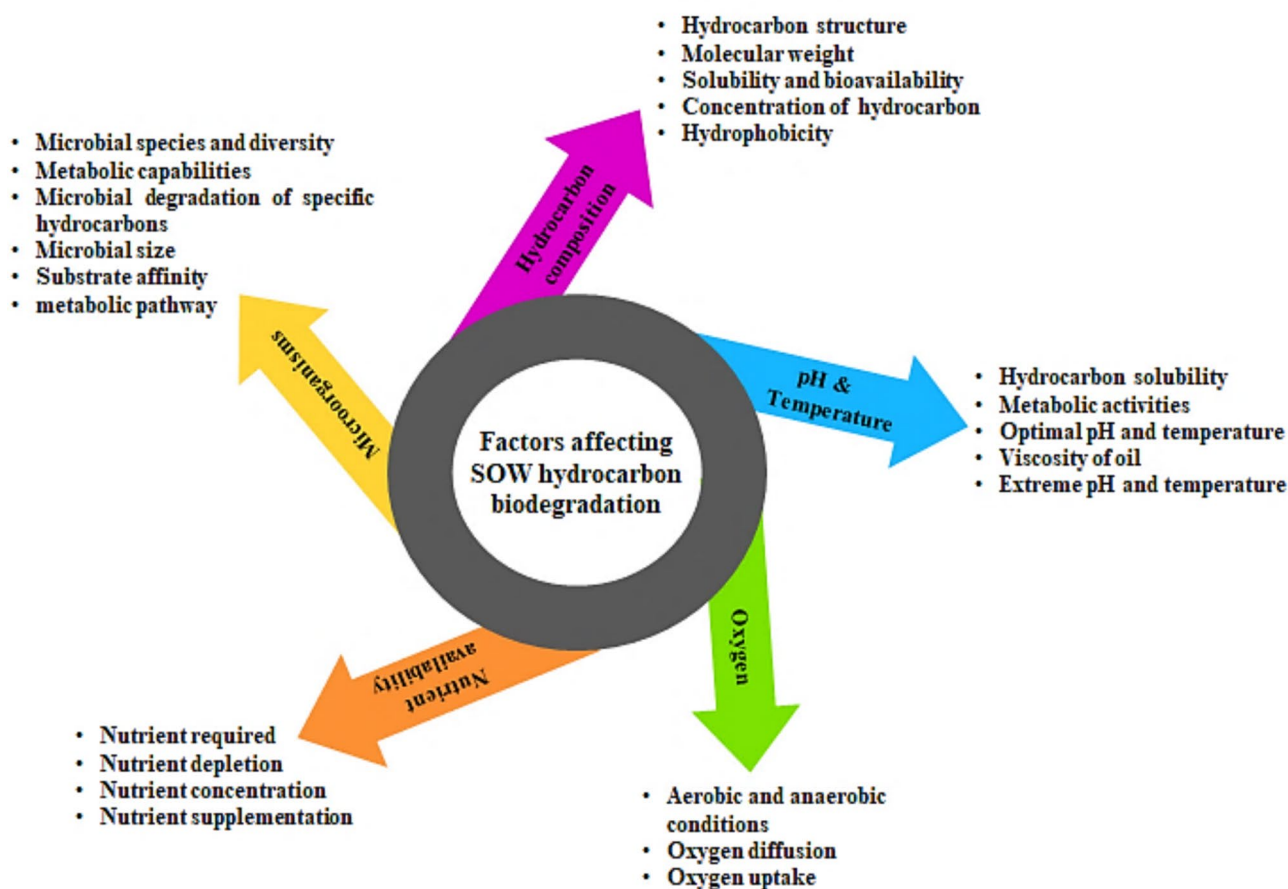 • Hydrocarbon structure
• Molecular weight
• Solubility and bioavailability
• Concentration of hydrocarbon
• Hydrophobicity
• Microbial species and diversity
• Metabolic capabilities
• Microbial degradation of specific
hydrocarbons
• Microbial size
• Substrate affinity
• metabolic pathway
Hydrocarbon
composition
Microorganisms
pH &
Temperature
• Hydrocarbon solubility
• Metabolic activities
• Optimal pH and temperature
• Viscosity of oil
• Extreme pH and temperature
Factors affecting
SOW hydrocarbon
biodegradation
Oxygen
Nutrient
availability
• Nutrient required
• Nutrient depletion
• Nutrient concentration
• Nutrient supplementation
• Aerobic and anaerobic
conditions
• Oxygen diffusion
• Oxygen uptake